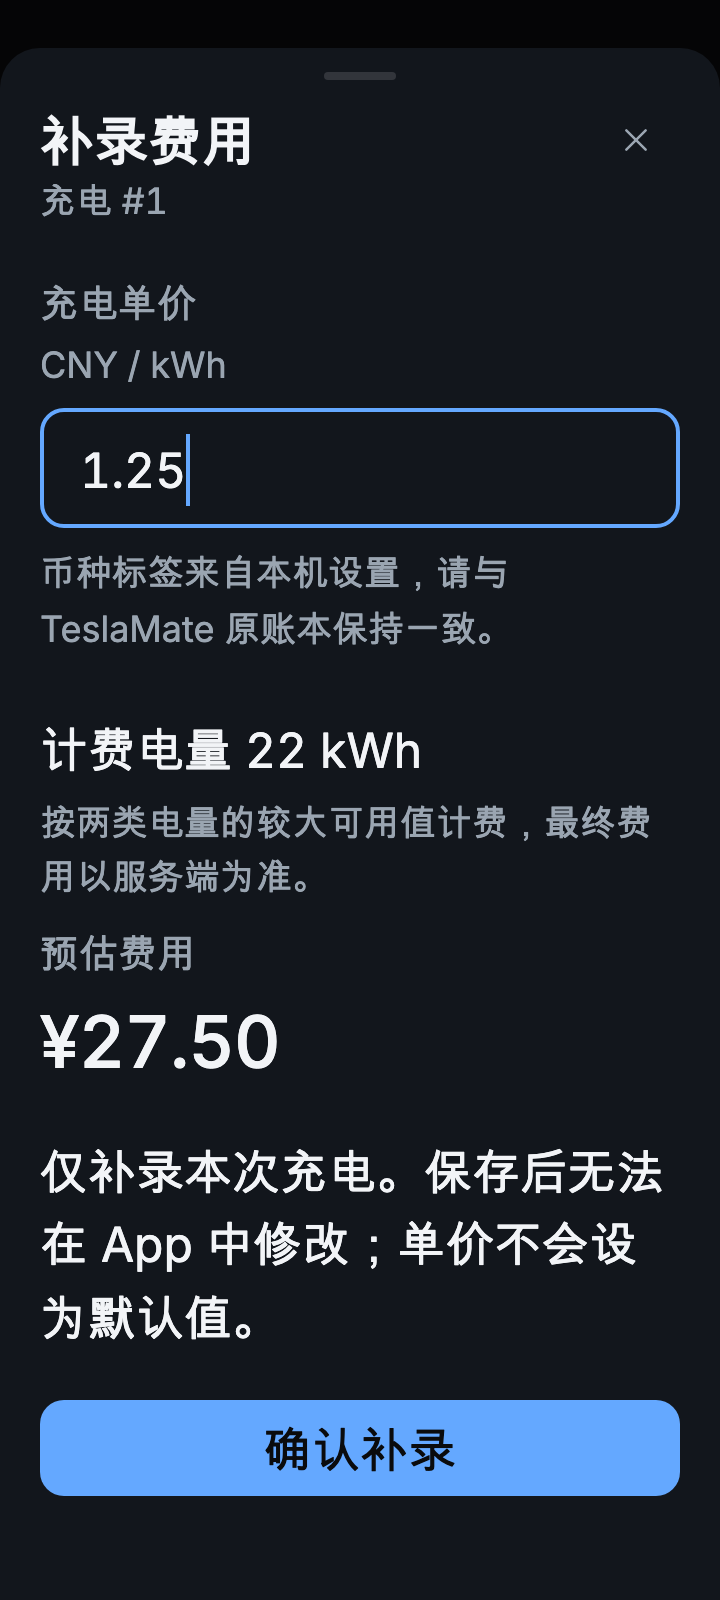 补录费用
充电 #1
充电单价
CNY / kWh
1.25
币种标签来自本机设置，请与
TeslaMate 原账本保持一致。
计费电量 22 kWh
按两类电量的较大可用值计费，最终费
用以服务端为准。
预估费用
¥27.50
仅补录本次充电。保存后无法
在 App 中修改；单价不会设
为默认值。
确认补录